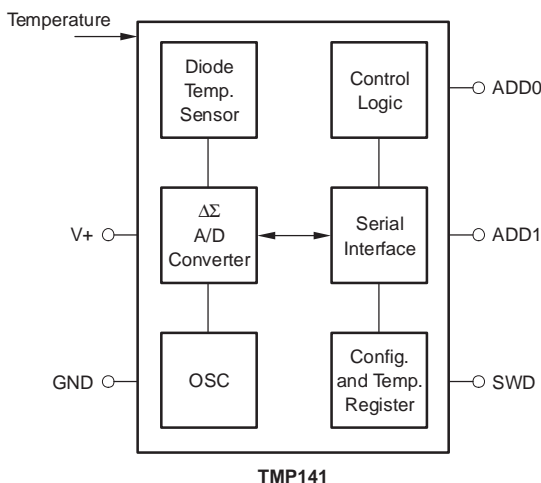 Temperature
Diode
Temp.
Sensor
Control
Logic
ADD0
V+
ΔΣ
A/D
Converter
Serial
Interface
ADD1
GND
OSC
Config.
and Temp.
Register
SWD
TMP141